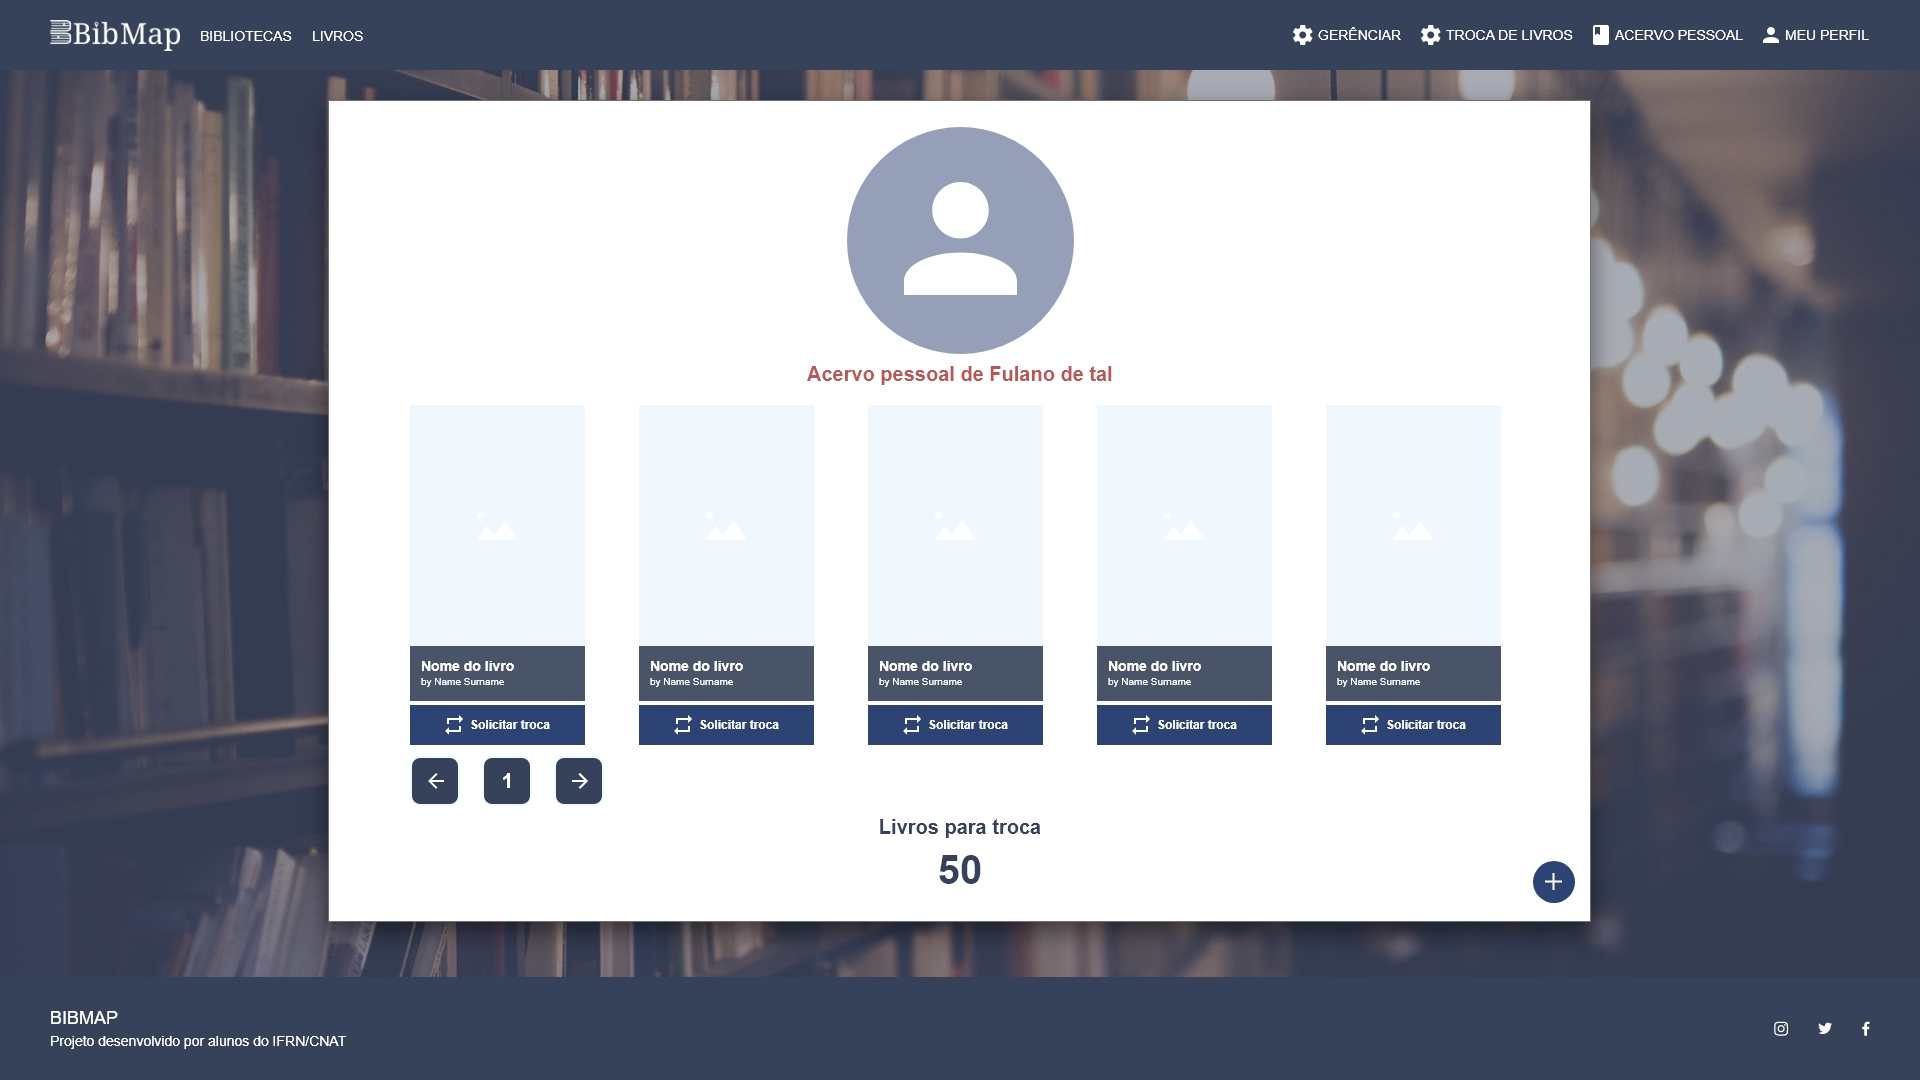 BibMap
BIBLIOTECAS
LIVROS
GERÊNCIAR
TROCA DE LIVROS
ACERVO PESSOAL
MEU PERFIL
Acervo pessoal de Fulano de tal
Nome do livro
by Name Surname
Solicitar troca
Nome do livro
by Name Surname
Solicitar troca
Nome do livro
by Name Surname
Solicitar troca
Nome do livro
by Name Surname
Solicitar troca
Nome do livro
by Name Surname
Solicitar troca
1
Livros para troca
50
BIBMAP
Projeto desenvolvido por alunos do IFRN/CNAT